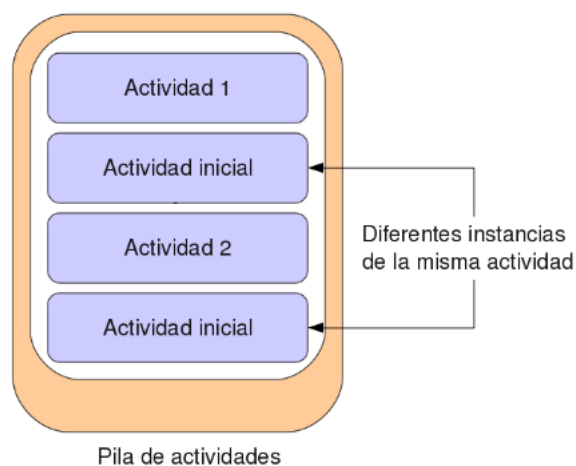 Actividad 1
Actividad inicial
Actividad 2
Actividad inicial
Diferentes instancias
de la misma actividad
Pila de actividades